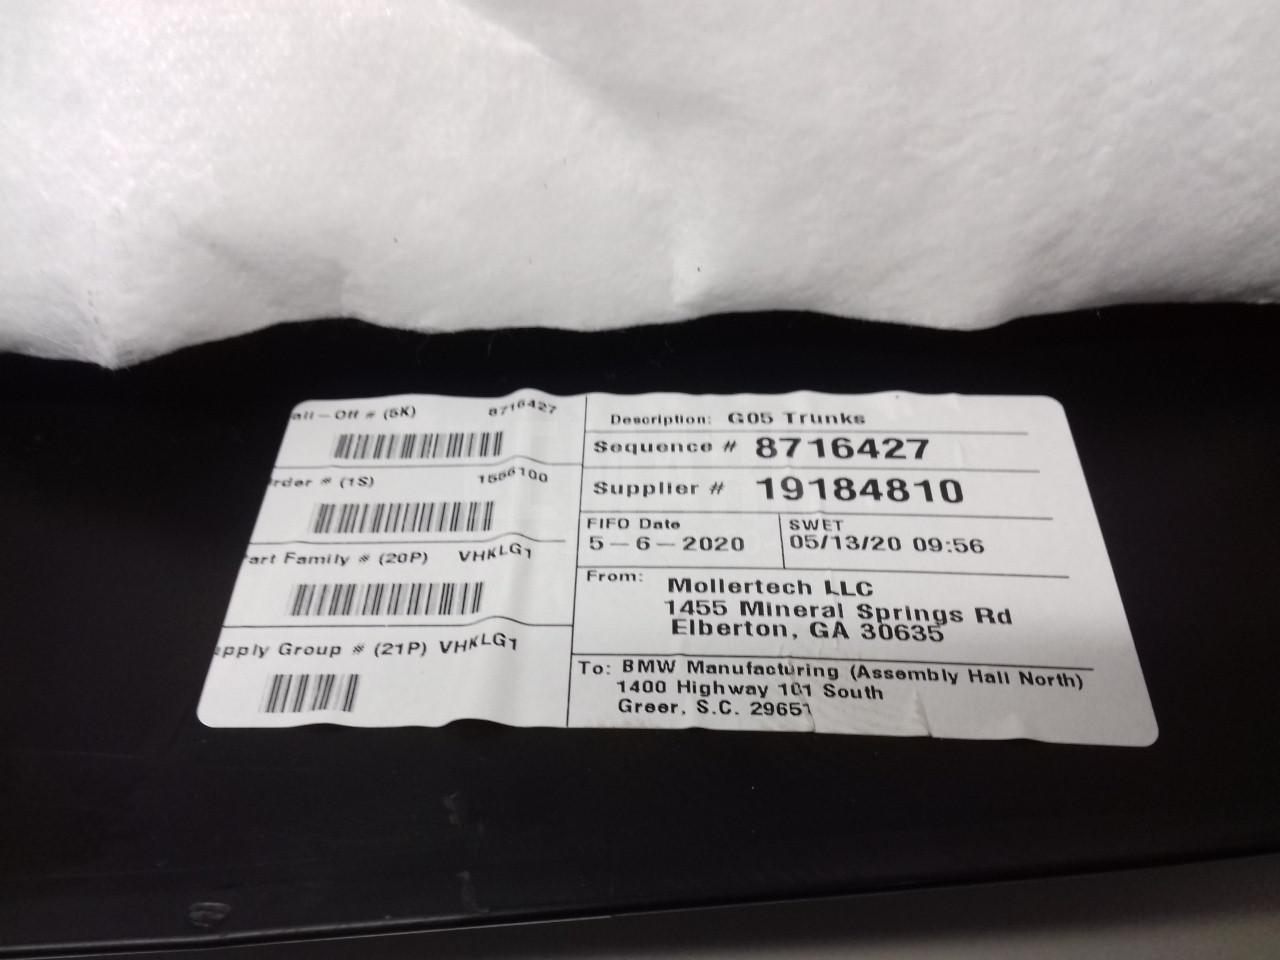 all-Off # (5K) 8716427
rder # (1S) 1556100
art Family # (20P) VHKLG1
pply Group # (21P) VHKLG1
Description: G05 Trunks
Sequence # 8716427
Supplier # 19184810
FIFO Date
5-6-2020
SWET
05/13/20 09:56
From: Mollertech LLC
1455 Mineral Springs Rd
Elberton, GA 30635
To: BMW Manufacturing (Assembly Hall North)
1400 Highway 101 South
Greer, S.C. 29651